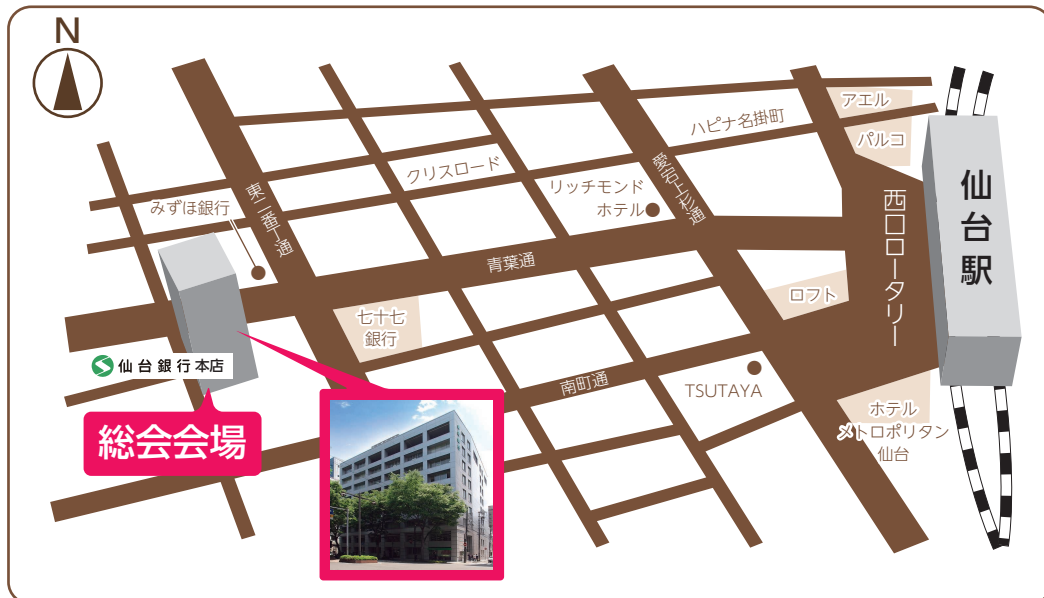 N
アエル
パルコ
ハピナ名掛町
クリスロード
愛宕上杉通
リッチモンド
ホテル
仙台駅
西口ロータリー
東二番丁通
みずほ銀行
青葉通
ロフト
七十七
銀行
仙台銀行本店
南町通
TSUTAYA
ホテル
メトロポリタン
仙台
総会会場